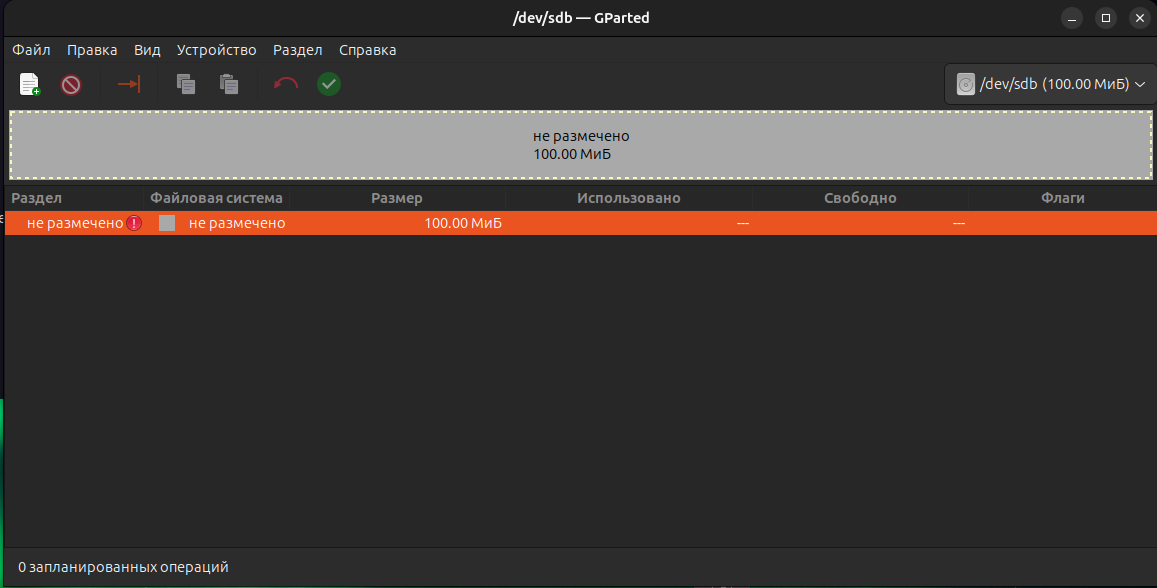 /dev/sdb — GParted
Файл Правка Вид Устройство Раздел Справка
/dev/sdb (100.00 МиБ)
не размечено
100.00 МиБ
Раздел Файловая система Размер Использовано Свободно Флаги
не размечено не размечено 100.00 МиБ --- ---
0 запланированных операций